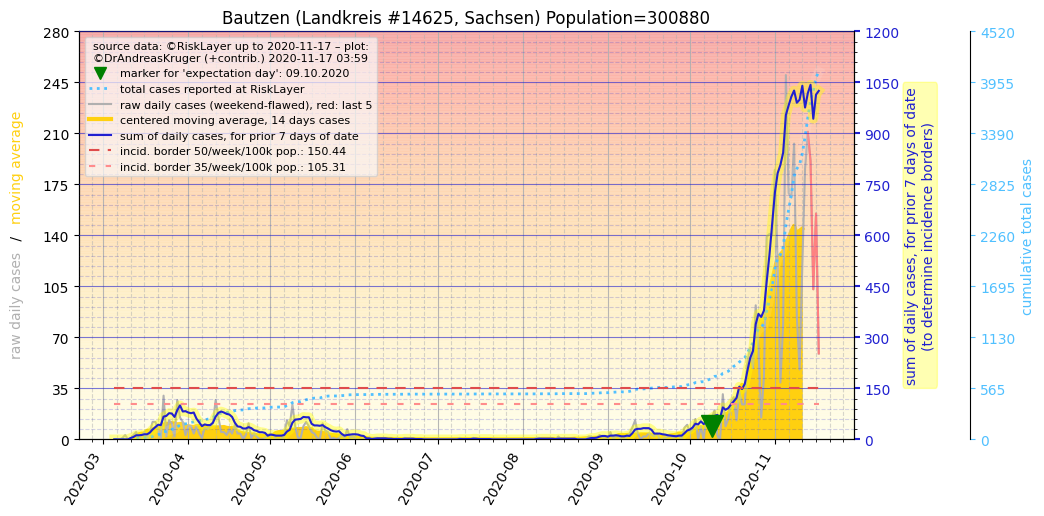 Bautzen (Landkreis #14625, Sachsen) Population=300880
source data: ©RiskLayer up to 2020-11-17 – plot:
©DrAndreasKruger (+contrib.) 2020-11-17 03:59
marker for 'expectation day': 09.10.2020
total cases reported at RiskLayer
raw daily cases (weekend-flawed), red: last 5
centered moving average, 14 days cases
sum of daily cases, for prior 7 days of date
incid. border 50/week/100k pop.: 150.44
incid. border 35/week/100k pop.: 105.31
raw daily cases / moving average
280
245
210
175
140
105
70
35
0
2020-03
2020-04
2020-05
2020-06
2020-07
2020-08
2020-09
2020-10
2020-11
1200
1050
900
750
600
450
300
150
0
sum of daily cases, for prior 7 days of date
(to determine incidence borders)
4520
3955
3390
2825
2260
1695
1130
565
0
cumulative total cases